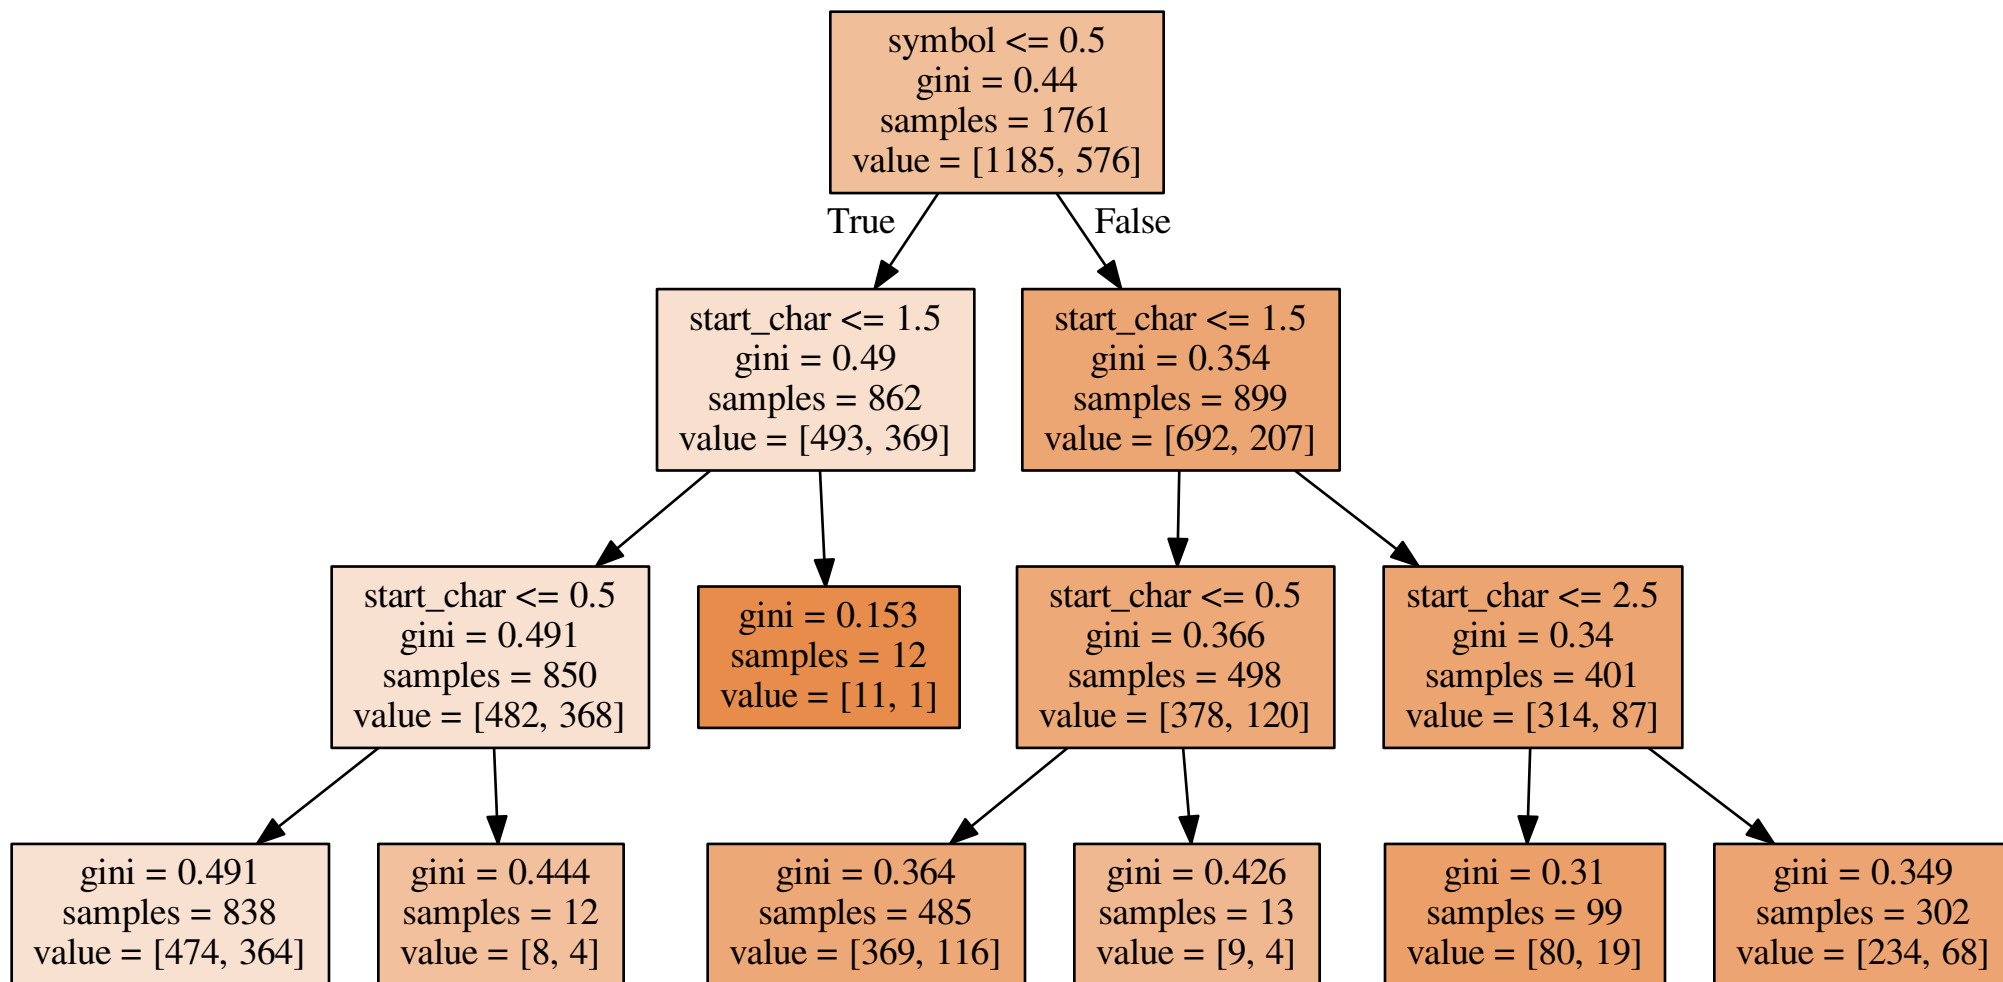 symbol <= 0.5
gini = 0.44
samples = 1761
value = [1185, 576]
True
False
start_char <= 1.5
gini = 0.49
samples = 862
value = [493, 369]
start_char <= 1.5
gini = 0.354
samples = 899
value = [692, 207]
start_char <= 0.5
gini = 0.491
samples = 850
value = [482, 368]
gini = 0.153
samples = 12
value = [11, 1]
start_char <= 0.5
gini = 0.366
samples = 498
value = [378, 120]
start_char <= 2.5
gini = 0.34
samples = 401
value = [314, 87]
gini = 0.491
samples = 838
value = [474, 364]
gini = 0.444
samples = 12
value = [8, 4]
gini = 0.364
samples = 485
value = [369, 116]
gini = 0.426
samples = 13
value = [9, 4]
gini = 0.31
samples = 99
value = [80, 19]
gini = 0.349
samples = 302
value = [234, 68]